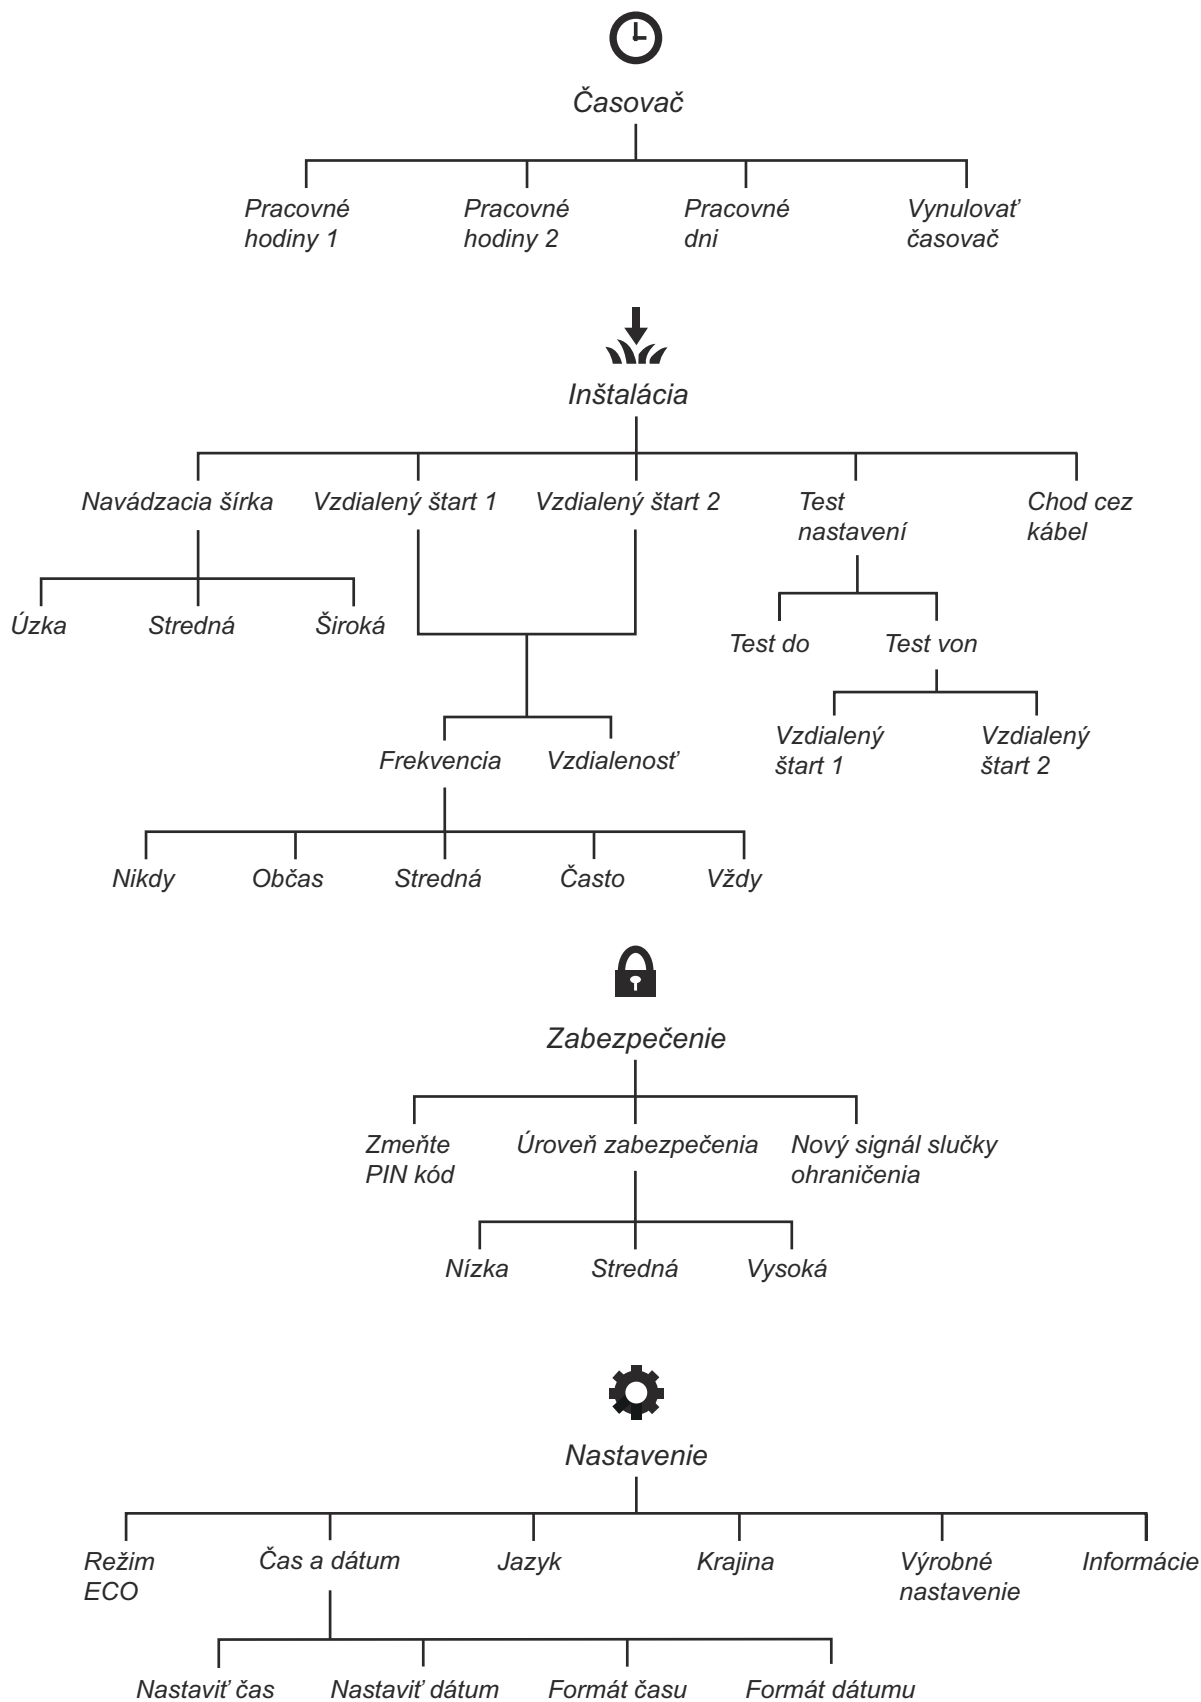 Časovač
Pracovné
hodiny 1
Pracovné
hodiny 2
Pracovné
dni
Vynulovať
časovač
Inštalácia
Navádzacia šírka
Vzdialený štart 1
Vzdialený štart 2
Test
nastavení
Chod cez
kábel
Úzka
Stredná
Široká
Test do
Test von
Vzdialený
štart 1
Vzdialený
štart 2
Frekvencia
Vzdialenosť
Nikdy
Občas
Stredná
Často
Vždy
Zabezpečenie
Zmeňte
PIN kód
Úroveň zabezpečenia
Nový signál slučky
ohraničenia
Nízka
Stredná
Vysoká
Nastavenie
Režim
ECO
Čas a dátum
Jazyk
Krajina
Výrobné
nastavenie
Informácie
Nastaviť čas
Nastaviť dátum
Formát času
Formát dátumu